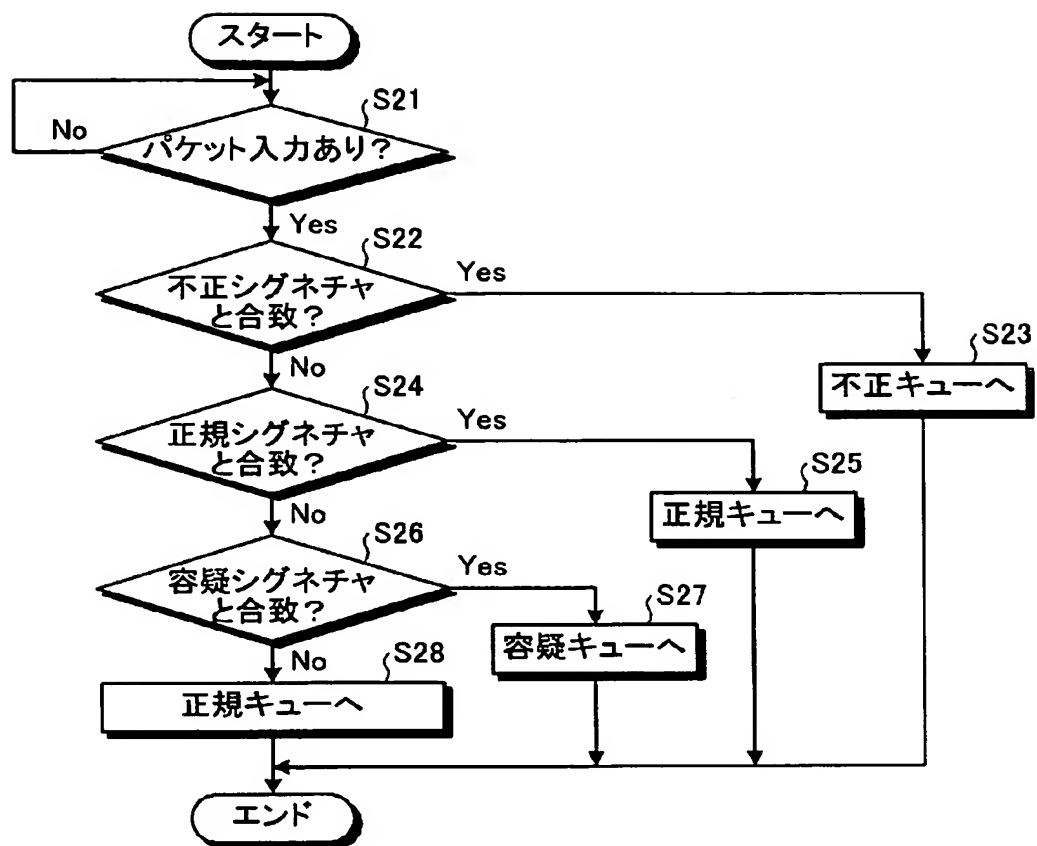 スタート
S21
No
パケット入力あり？
Yes
S22
不正シグネチャ
と合致？
Yes
S23
不正キューへ
No
S24
正規シグネチャ
と合致？
Yes
S25
正規キューへ
No
S26
容疑シグネチャ
と合致？
Yes
S27
容疑キューへ
No
S28
正規キューへ
エンド